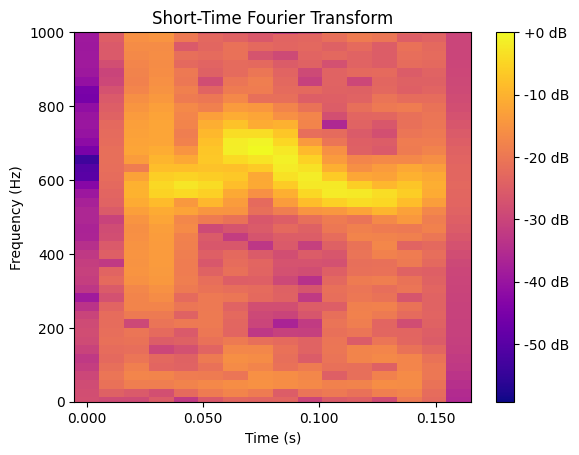 Short-Time Fourier Transform
1000
800
600
400
200
0
Frequency (Hz)
0.000
0.050
0.100
0.150
Time (s)
+0 dB
-10 dB
-20 dB
-30 dB
-40 dB
-50 dB